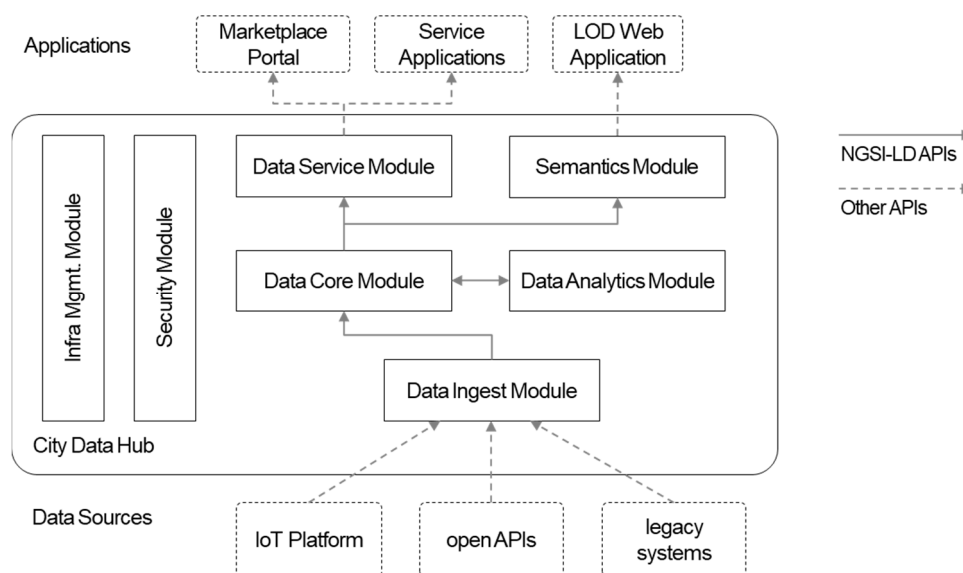 Applications
Marketplace
Portal
Service
Applications
LOD Web
Application
Data Service Module
Semantics Module
NGSI-LD APIs
Other APIs
Infra Mgmt. Module
Security Module
Data Core Module
Data Analytics Module
Data Ingest Module
City Data Hub
Data Sources
IoT Platform
open APIs
legacy
systems